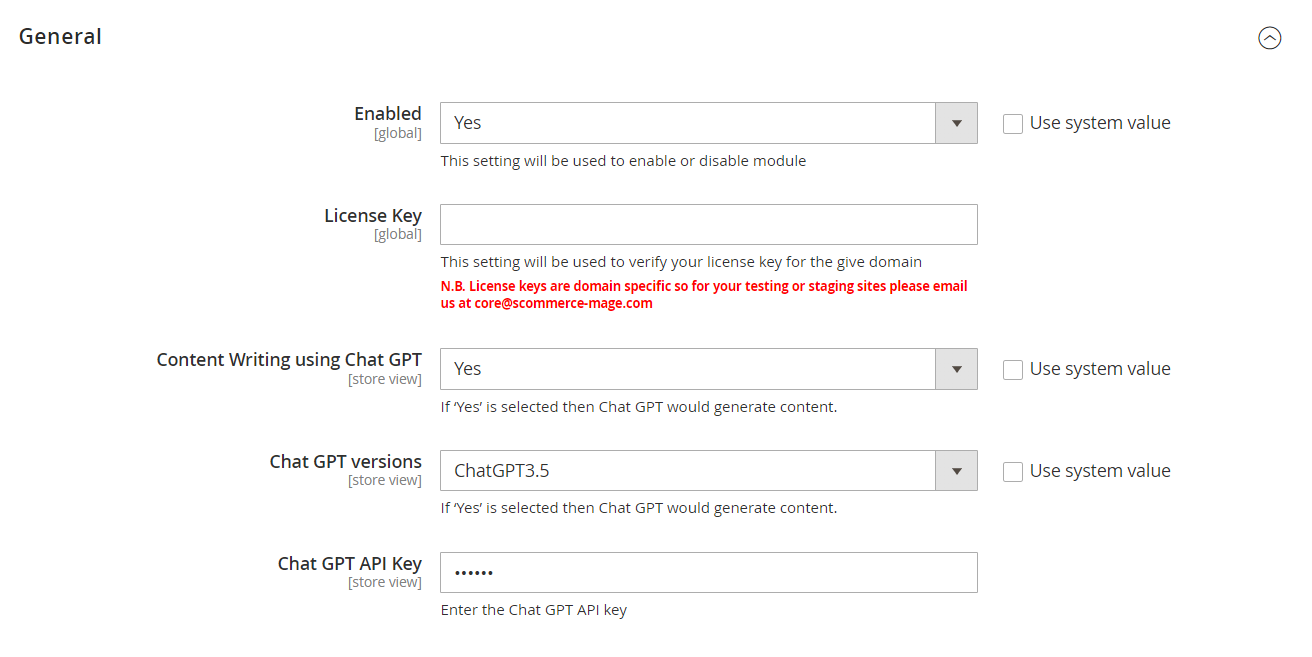 General
Enabled
[global]
Yes
Use system value
This setting will be used to enable or disable module
License Key
[global]
This setting will be used to verify your license key for the give domain
N.B. License keys are domain specific so for your testing or staging sites please email
us at core@scommerce-mage.com
Content Writing using Chat GPT
[store view]
Yes
Use system value
If ‘Yes’ is selected then Chat GPT would generate content.
Chat GPT versions
[store view]
ChatGPT3.5
Use system value
If ‘Yes’ is selected then Chat GPT would generate content.
Chat GPT API Key
[store view]
••••••
Enter the Chat GPT API key